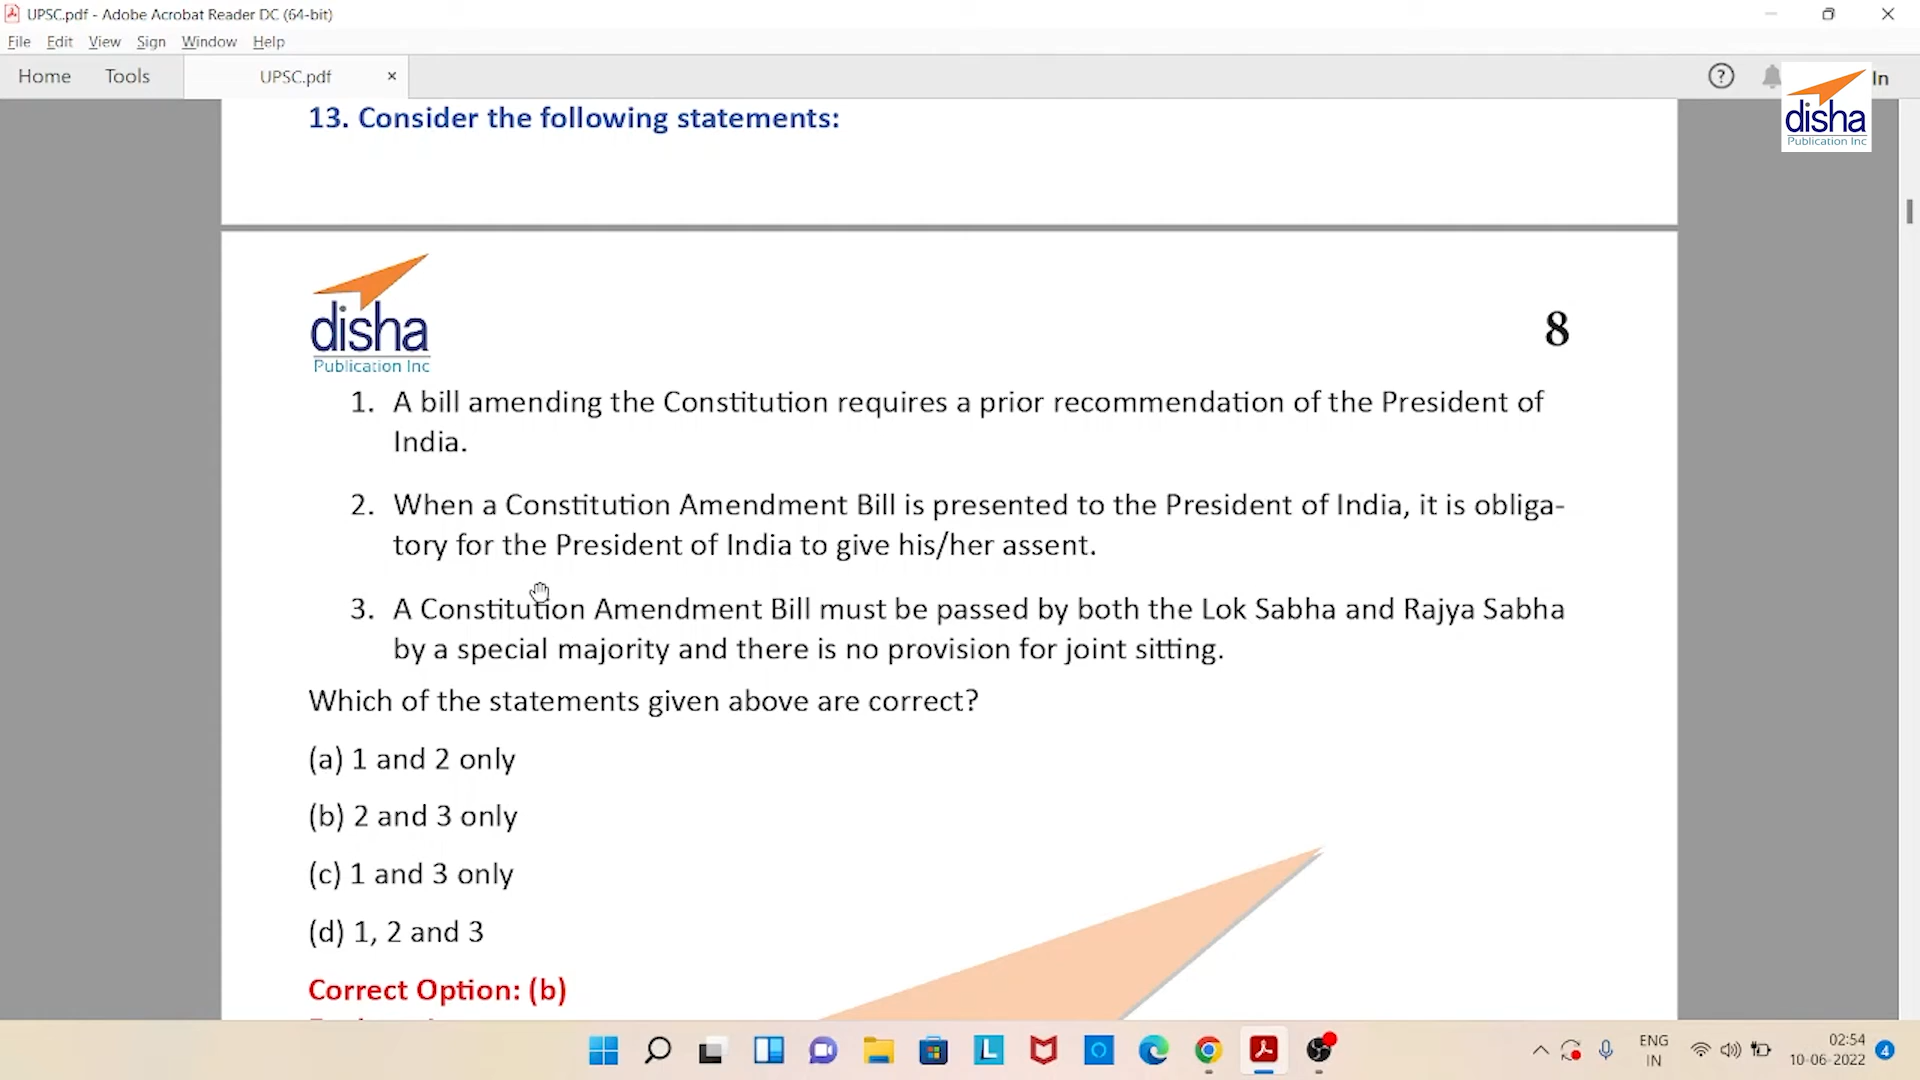 UPSC.pdf - Adobe Acrobat Reader DC (64-bit)
File Edit View Sign Window Help
Home Tools UPSC.pdf × ? In
disha
Publication Inc
13. Consider the following statements:
disha
Publication Inc
8
1. A bill amending the Constitution requires a prior recommendation of the President of
India.
2. When a Constitution Amendment Bill is presented to the President of India, it is obliga-
tory for the President of India to give his/her assent.
3. A Constitution Amendment Bill must be passed by both the Lok Sabha and Rajya Sabha
by a special majority and there is no provision for joint sitting.
Which of the statements given above are correct?
(a) 1 and 2 only
(b) 2 and 3 only
(c) 1 and 3 only
(d) 1, 2 and 3
Correct Option: (b)
L
ENG
IN
02:54
10-06-2022
4